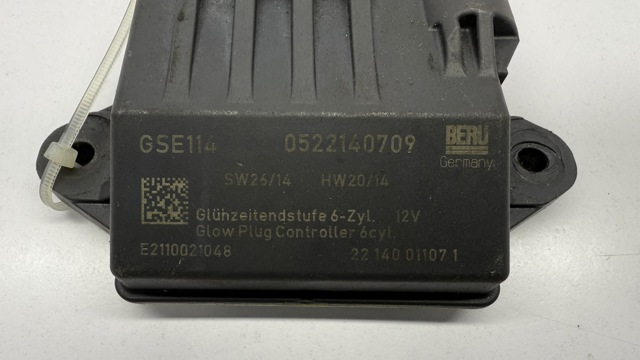 GSE114 0522140709 BERU
Germany
SW26/14 HW20/14
Glühzeitendstufe 6-Zyl. 12V
Glow Plug Controller 6cyl.
E2110021048 22 140 01107 1